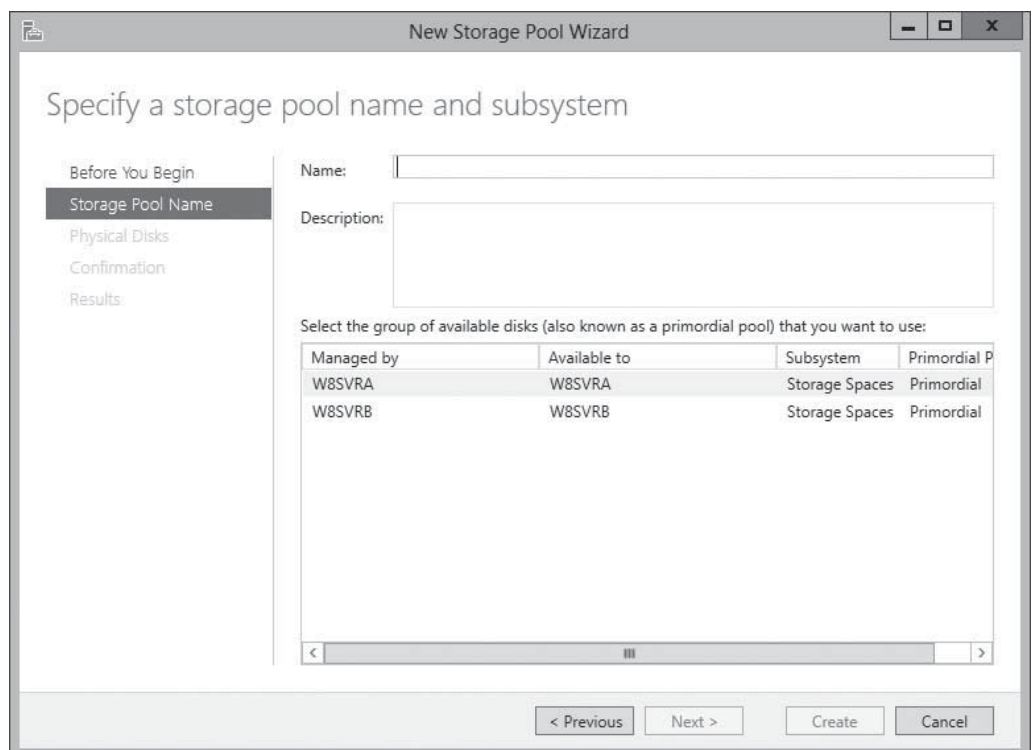 New Storage Pool Wizard
Specify a storage pool name and subsystem
Before You Begin
Storage Pool Name
Physical Disks
Confirmation
Results
Name:
Description:
Select the group of available disks (also known as a primordial pool) that you want to use:
Managed by Available to Subsystem Primordial P
W8SVRA W8SVRA Storage Spaces Primordial
W8SVRB W8SVRB Storage Spaces Primordial
< Previous Next > Create Cancel